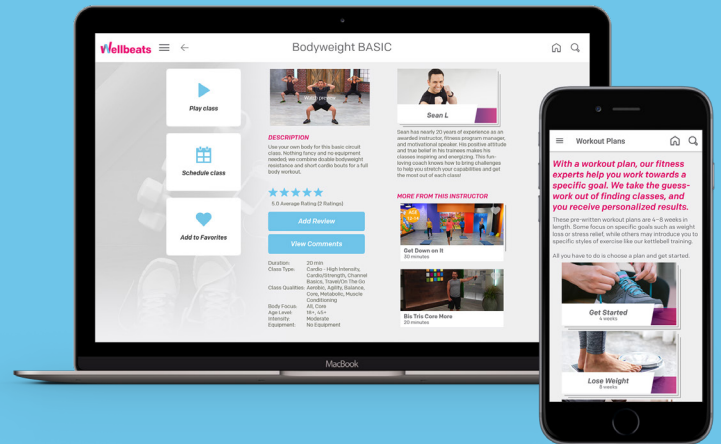 Wellbeats
Bodyweight BASIC
Play class
Schedule class
Add to Favorites
Watch preview
DESCRIPTION
Use your own body for this basic circuit
class. Nothing fancy and no equipment
needed; we combine doable bodyweight
resistance and short cardio bouts for a full
body workout.
5.0 Average Rating (2 Ratings)
Add Review
View Comments
Duration: 20 min
Class Type: Cardio - High Intensity,
Cardio/Strength, Channel
Basics, Travel/On The Go
Class Qualities: Aerobic, Agility, Balance,
Core, Metabolic, Muscle
Conditioning
Body Focus: All, Core
Age Level: 18+, 45+
Intensity: Moderate
Equipment: No Equipment
Sean L
Sean has nearly 20 years of experience as an
awarded instructor, fitness program manager,
and motivational speaker. His positive attitude
and true belief in his trainees makes his
classes inspiring and energizing. This fun-
loving coach knows how to bring challenges
to help you stretch your capabilities and get
the most out of each class!
MORE FROM THIS INSTRUCTOR
AGE
Get Down on It
30 minutes
Bis Tris Core More
20 minutes
MacBook
Workout Plans
With a workout plan, our fitness
experts help you work towards a
specific goal. We take the guess-
work out of finding classes, and
you receive personalized results.
These pre-written workout plans are 4-8 weeks in
length. Some focus on specific goals such as weight
loss or stress relief, while others may introduce you to
specific styles of exercise like our kettlebell training.
All you have to do is choose a plan and get started.
Get Started
4 weeks
Lose Weight
8 weeks